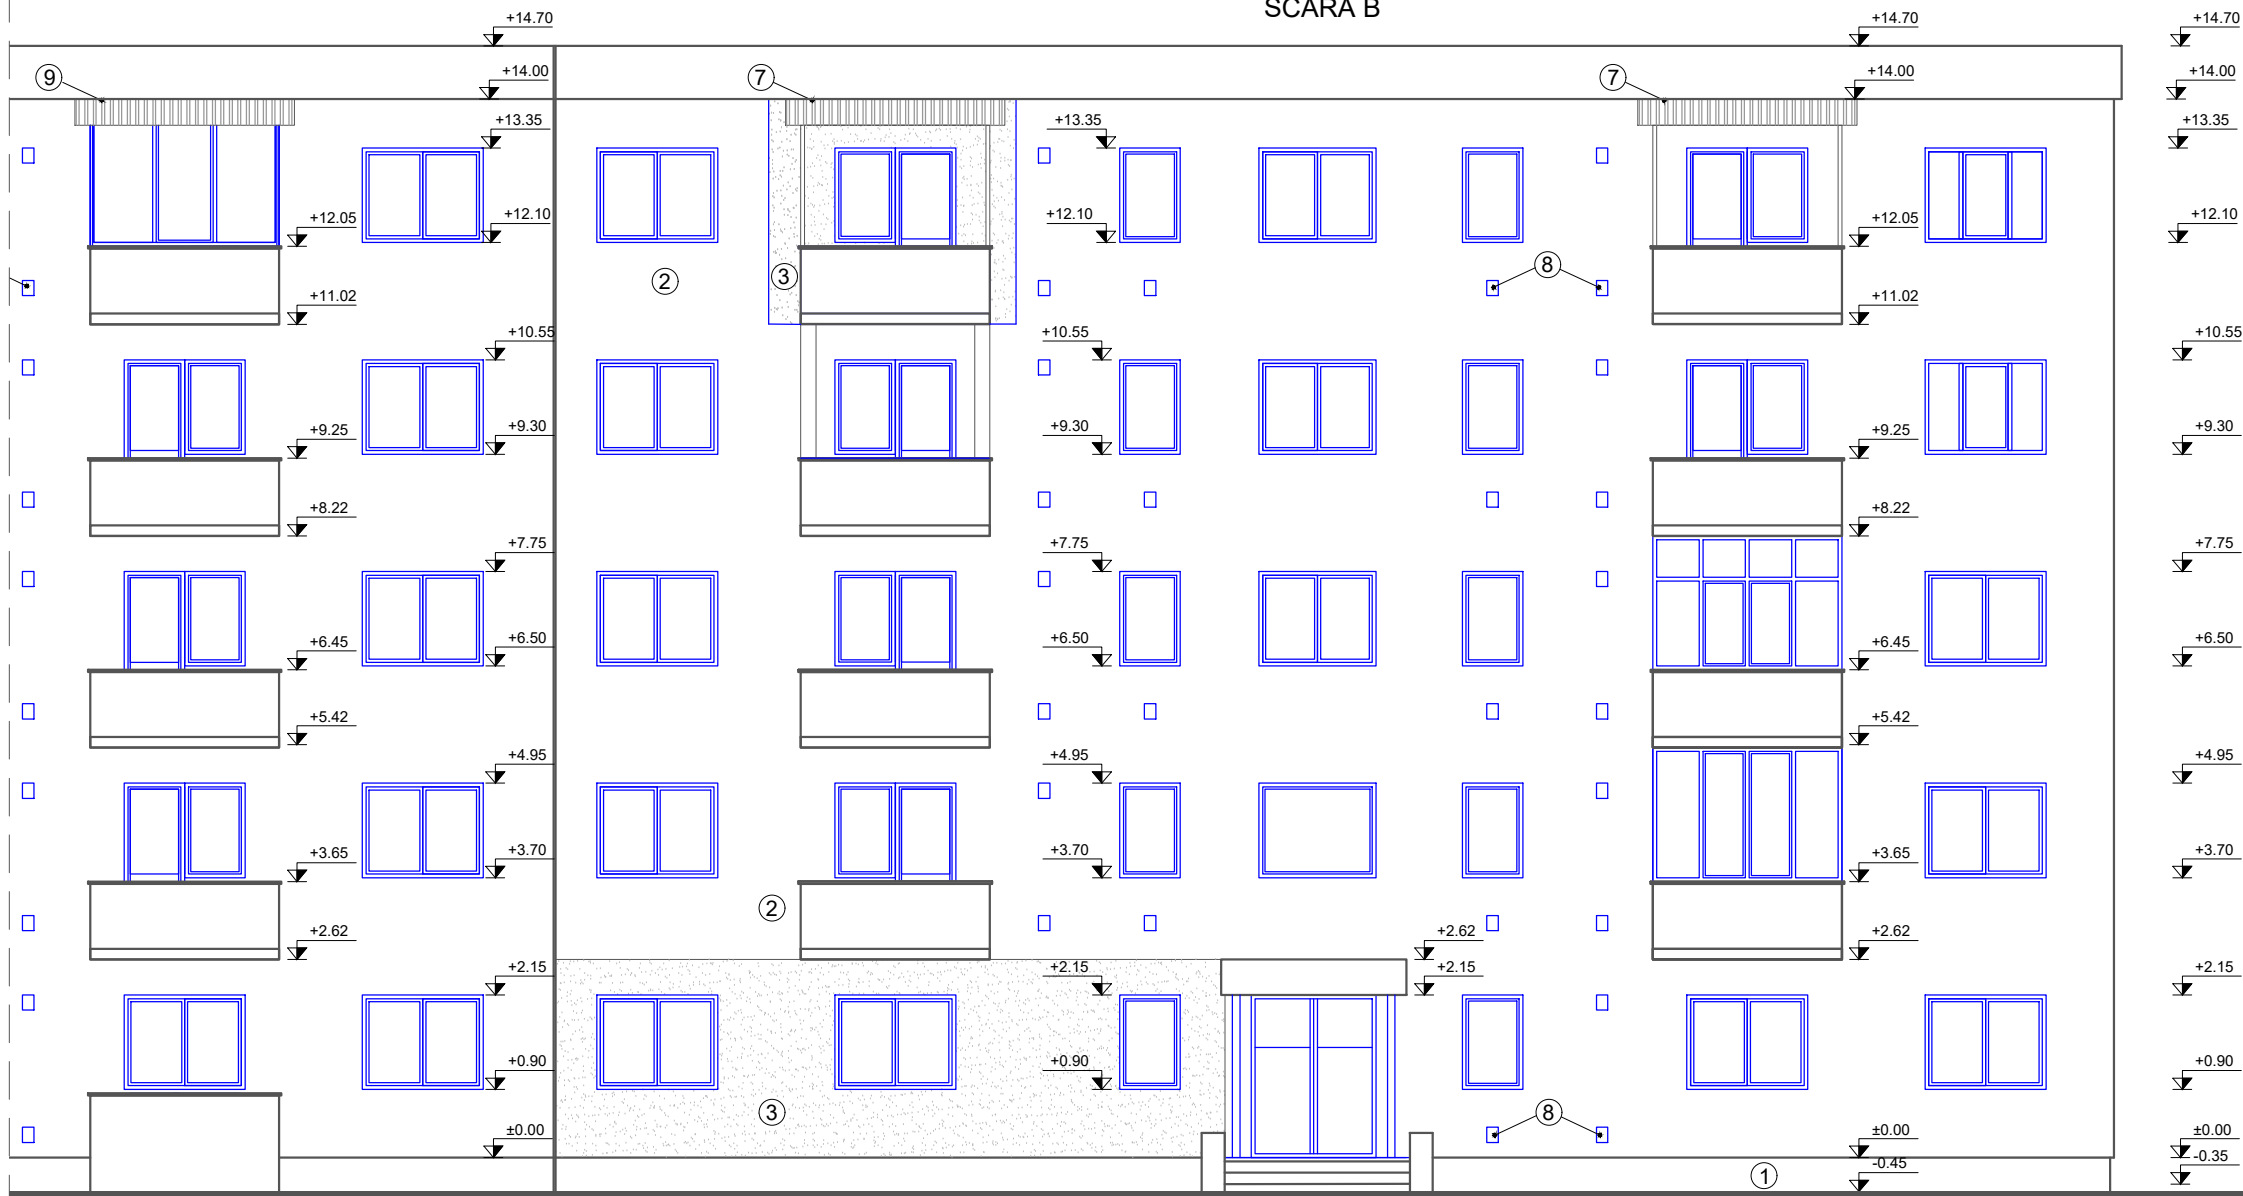 SCARA B
+14.70 +14.70 +14.70
9 +14.00 7 7 +14.00 +14.00
+13.35 +13.35 +13.35
+12.05 +12.10 +12.10 +12.05 +12.10
2 3 8
+11.02 +11.02
+10.55 +10.55 +10.55
+9.25 +9.30 +9.30 +9.25 +9.30
+8.22 +8.22
+7.75 +7.75 +7.75
+6.45 +6.50 +6.50 +6.45 +6.50
+5.42 +5.42
+4.95 +4.95 +4.95
+3.65 +3.70 +3.70 +3.65 +3.70
2
+2.62 +2.62 +2.62
+2.15 +2.15 +2.15 +2.15
+0.90 +0.90 +0.90
3 8
±0.00 ±0.00 ±0.00
1 -0.45 -0.35